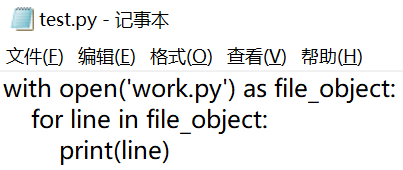 test.py - 记事本
文件(F) 编辑(E) 格式(O) 查看(V) 帮助(H)
with open('work.py') as file_object:
    for line in file_object:
        print(line)